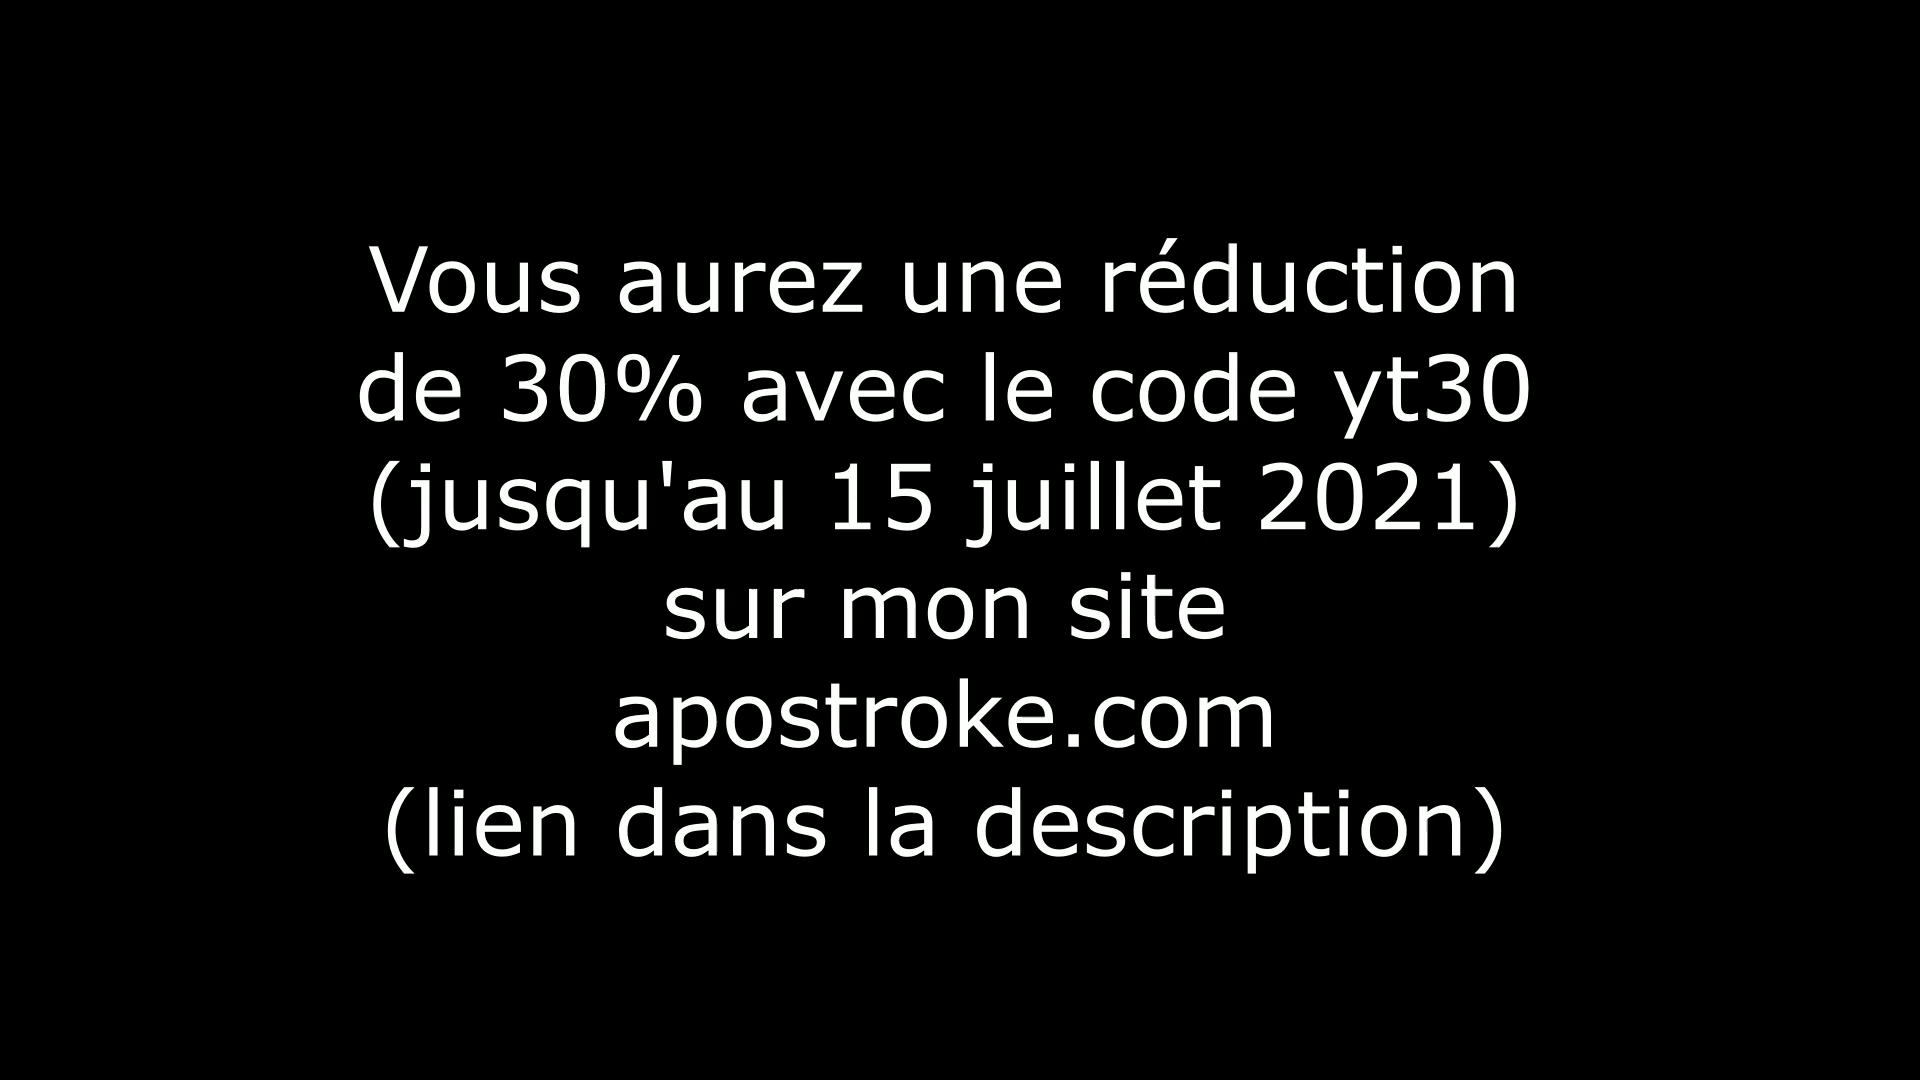 Vous aurez une réduction
de 30% avec le code yt30
(jusqu'au 15 juillet 2021)
sur mon site
apostroke.com
(lien dans la description)